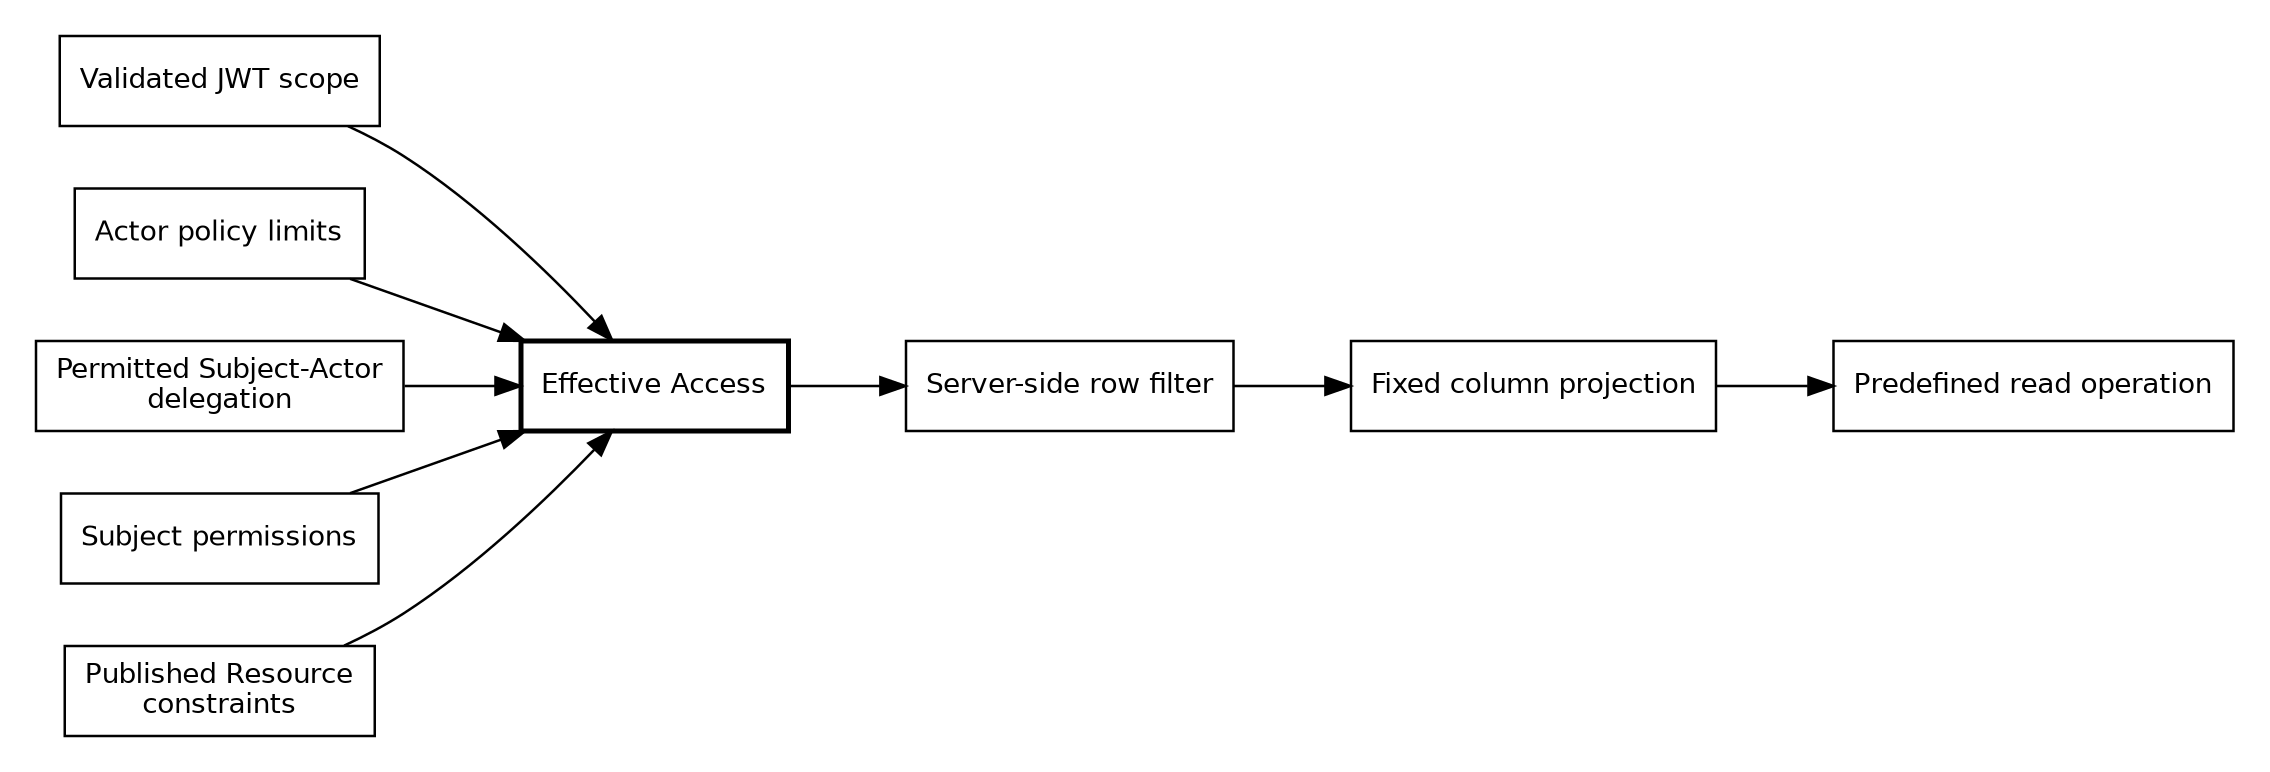 Validated JWT scope
Actor policy limits
Permitted Subject-Actor
delegation
Subject permissions
Published Resource
constraints
Effective Access
Server-side row filter
Fixed column projection
Predefined read operation